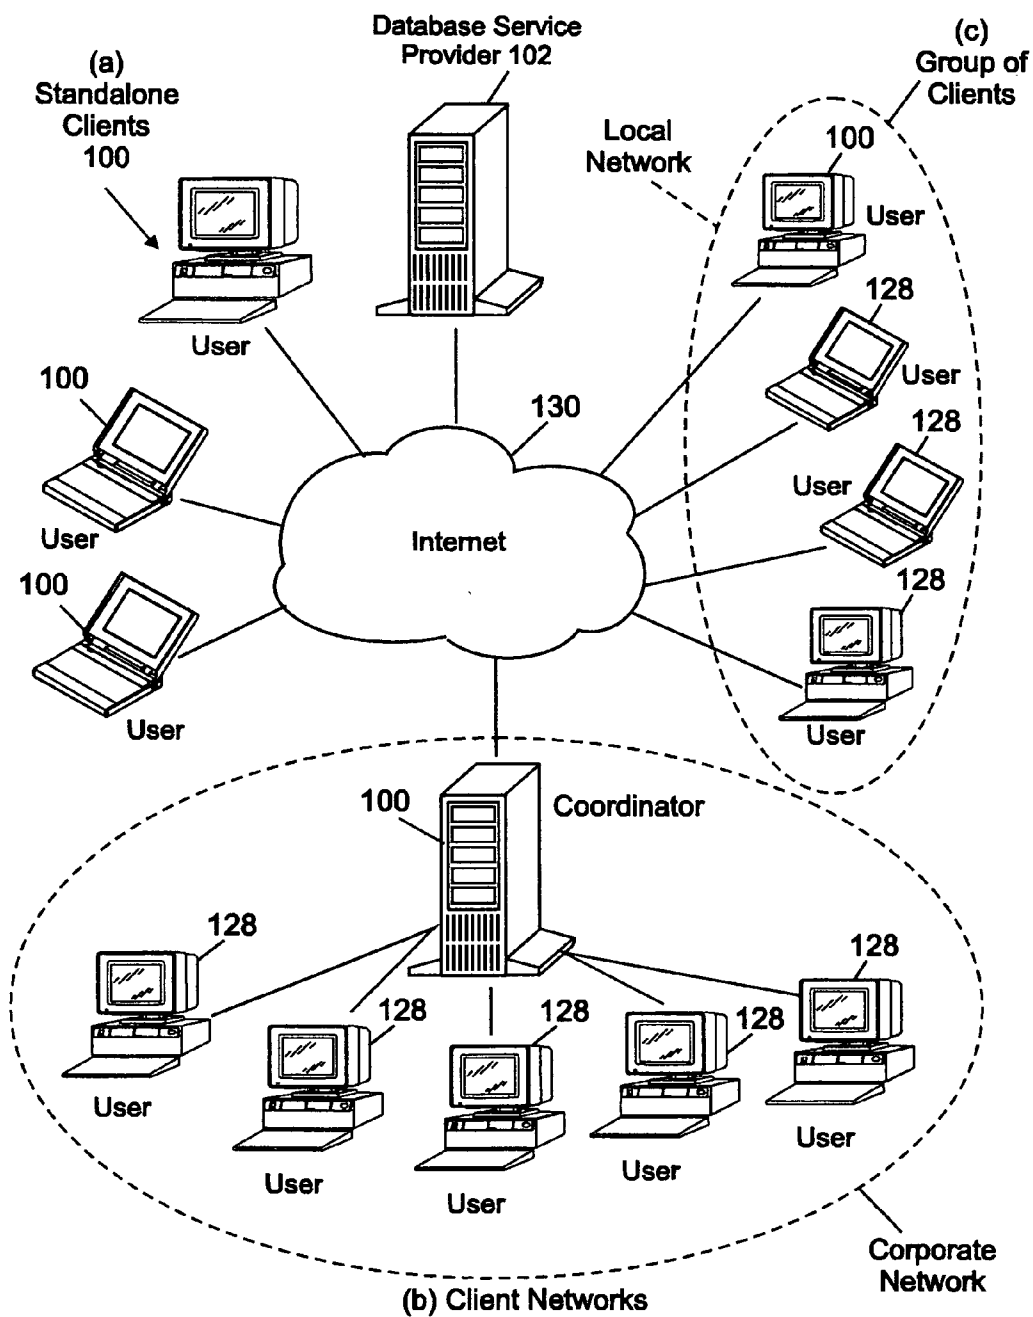 Database Service
Provider 102
(a)
Standalone
Clients
100
User
100
User
100
User
130
Internet
(c)
Group of
Clients
Local
Network
100
User
128
User
128
User
128
User
100
Coordinator
128
User
128
User
128
User
128
User
128
User
Corporate
Network
(b) Client Networks